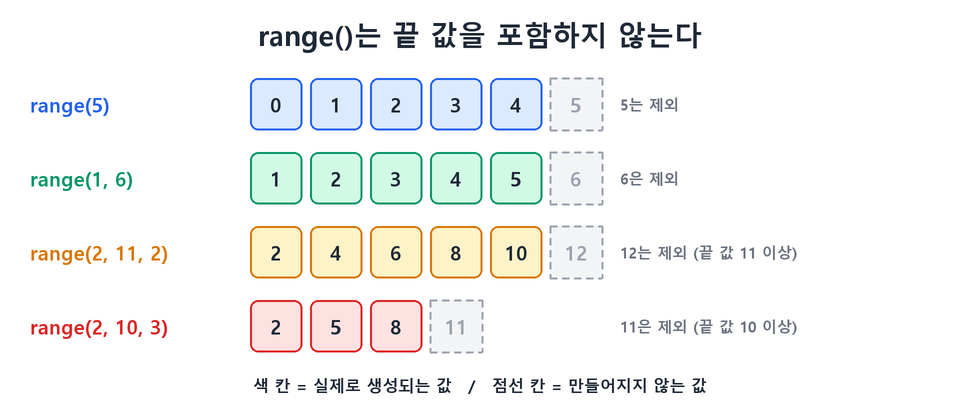 range()는 끝 값을 포함하지 않는다
range(5) 0 1 2 3 4 5 5는 제외
range(1, 6) 1 2 3 4 5 6 6은 제외
range(2, 11, 2) 2 4 6 8 10 12 12는 제외 (끝 값 11 이상)
range(2, 10, 3) 2 5 8 11 11은 제외 (끝 값 10 이상)
색 칸 = 실제로 생성되는 값 / 점선 칸 = 만들어지지 않는 값